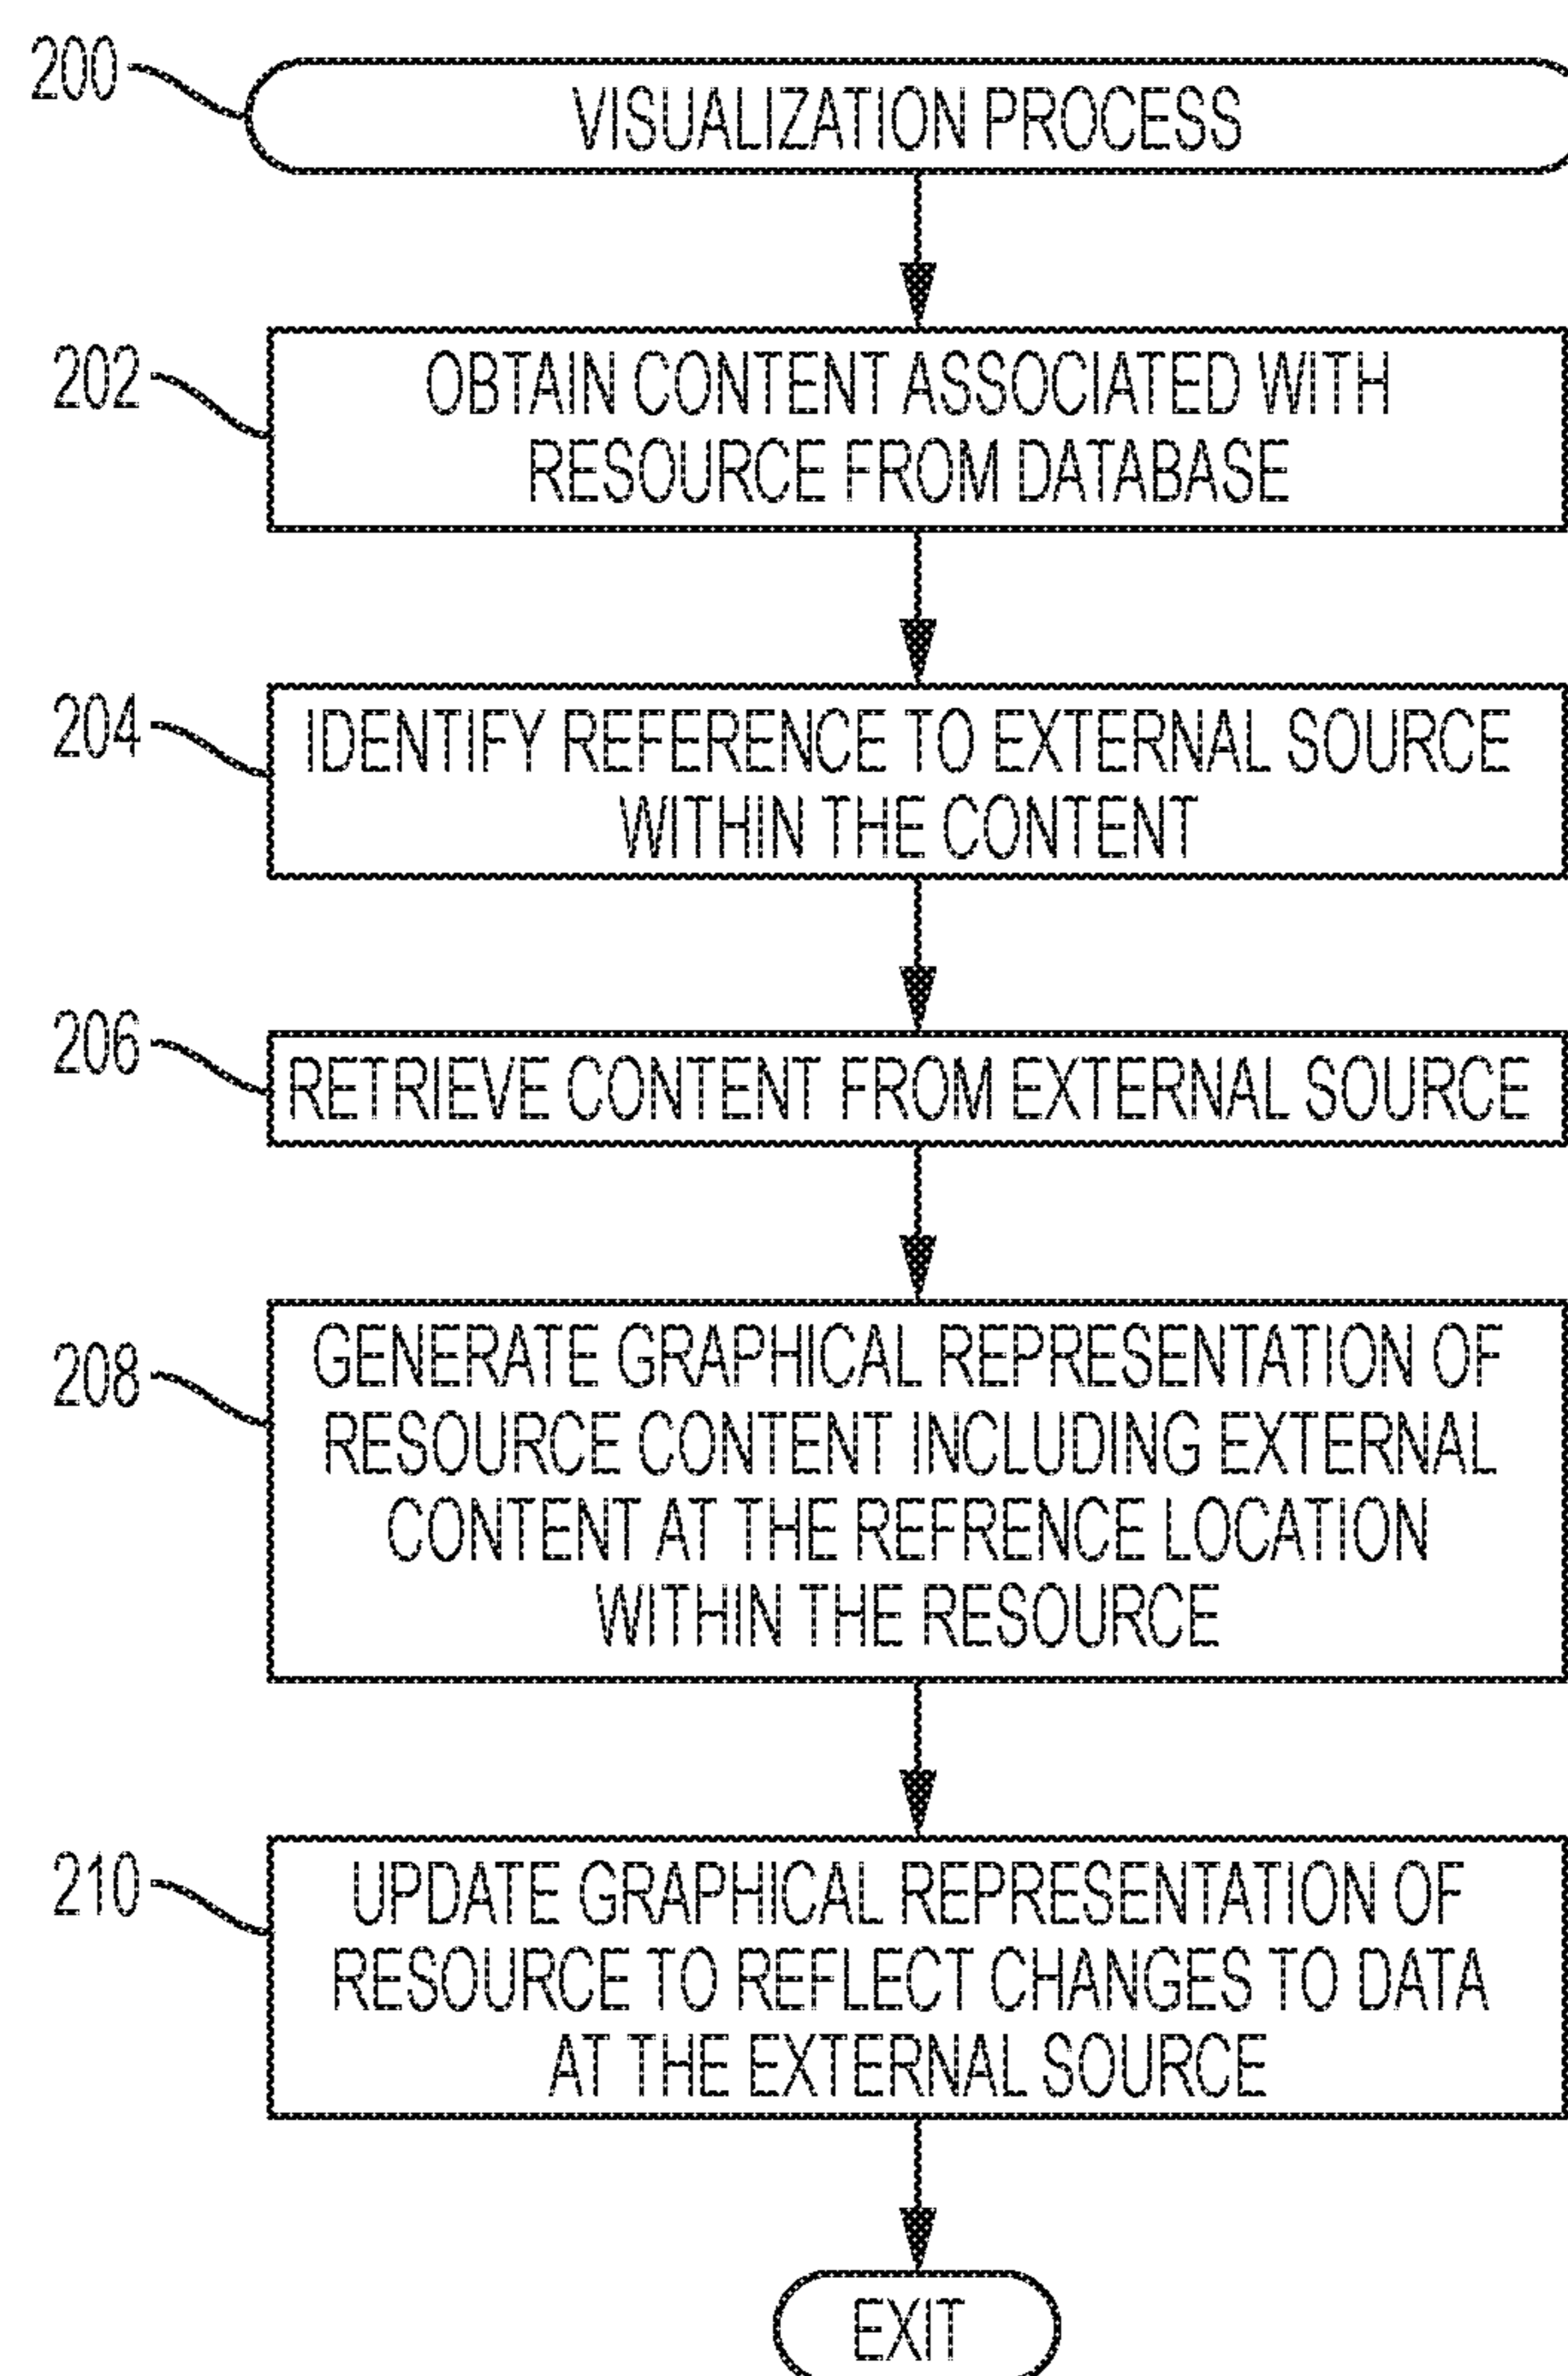 200
VISUALIZATION PROCESS
202
OBTAIN CONTENT ASSOCIATED WITH
RESOURCE FROM DATABASE
204
IDENTIFY REFERENCE TO EXTERNAL SOURCE
WITHIN THE CONTENT
206
RETRIEVE CONTENT FROM EXTERNAL SOURCE
208
GENERATE GRAPHICAL REPRESENTATION OF
RESOURCE CONTENT INCLUDING EXTERNAL
CONTENT AT THE REFRENCE LOCATION
WITHIN THE RESOURCE
210
UPDATE GRAPHICAL REPRESENTATION OF
RESOURCE TO REFLECT CHANGES TO DATA
AT THE EXTERNAL SOURCE
EXIT